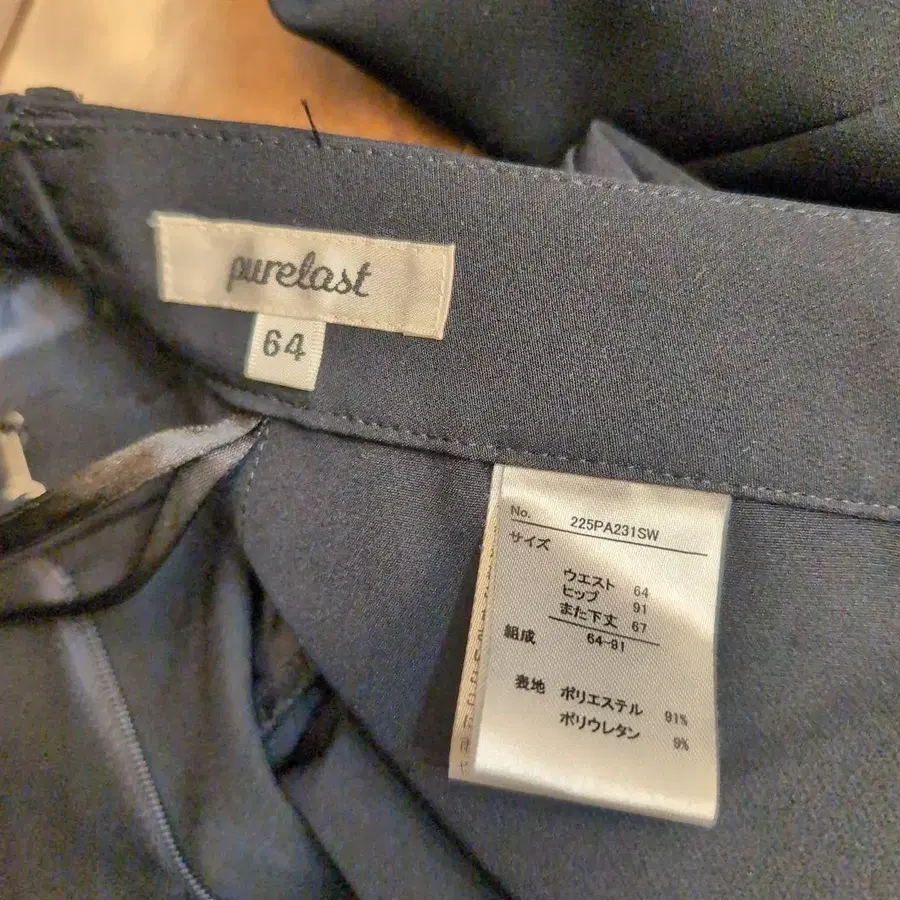 purelast
64
No. 225PA231SW
サイズ
ウエスト 64
ヒップ 91
また下丈 67
64-91
組成
表地 ポリエステル 91%
ポリウレタン 9%